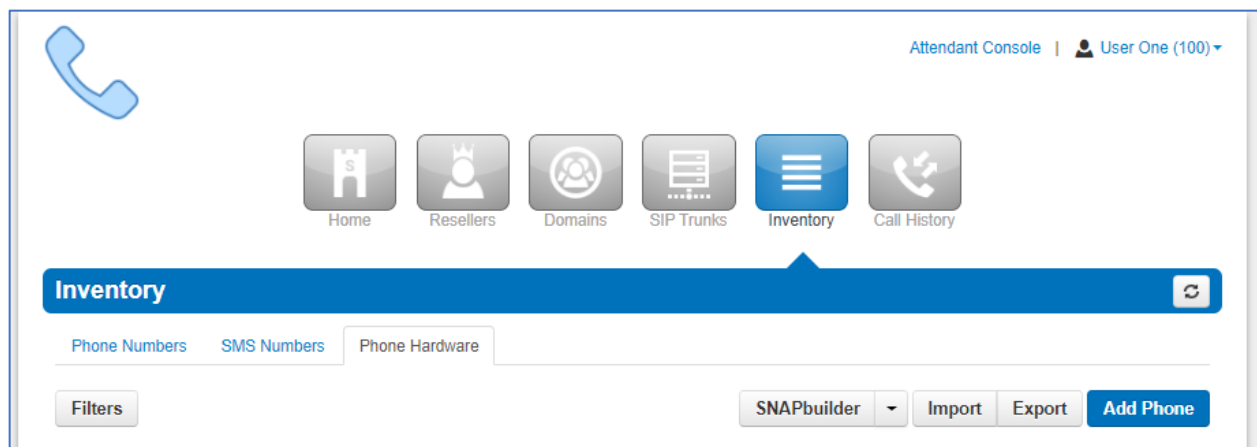 Attendant Console | User One (100)
S
Home Resellers Domains SIP Trunks Inventory Call History
Inventory
Phone Numbers SMS Numbers Phone Hardware
Filters SNAPbuilder Import Export Add Phone